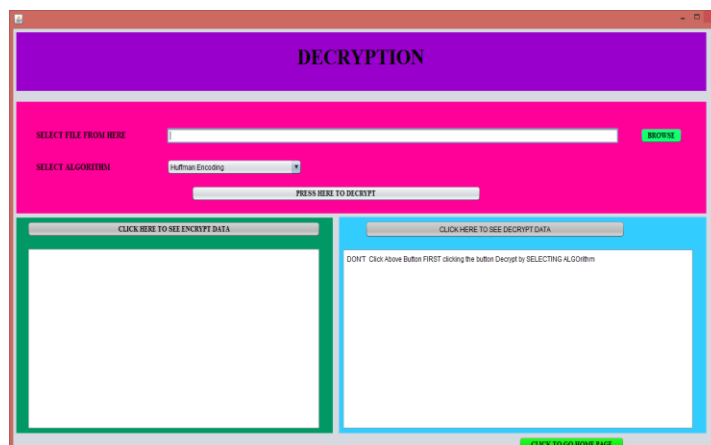 DECRYPTION
SELECT FILE FROM HERE
BROWSE
SELECT ALGORITHM
Huffman Encoding
PRESS HERE TO DECRYPT
CLICK HERE TO SEE ENCRYPT DATA
CLICK HERE TO SEE DECRYPT DATA
DON'T Click Above Button FIRST clicking the button Decrypt by SELECTING ALGOrithm
CLICK TO GO HOME PAGE